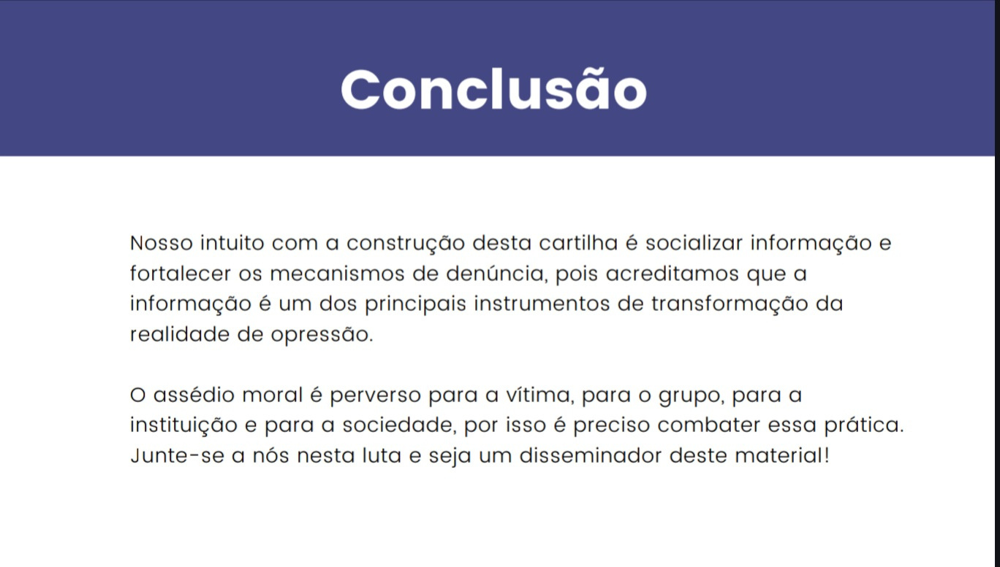 Conclusão
Nosso intuito com a construção desta cartilha é socializar informação e
fortalecer os mecanismos de denúncia, pois acreditamos que a
informação é um dos principais instrumentos de transformação da
realidade de opressão.
O assédio moral é perverso para a vítima, para o grupo, para a
instituição e para a sociedade, por isso é preciso combater essa prática.
Junte-se a nós nesta luta e seja um disseminador deste material!